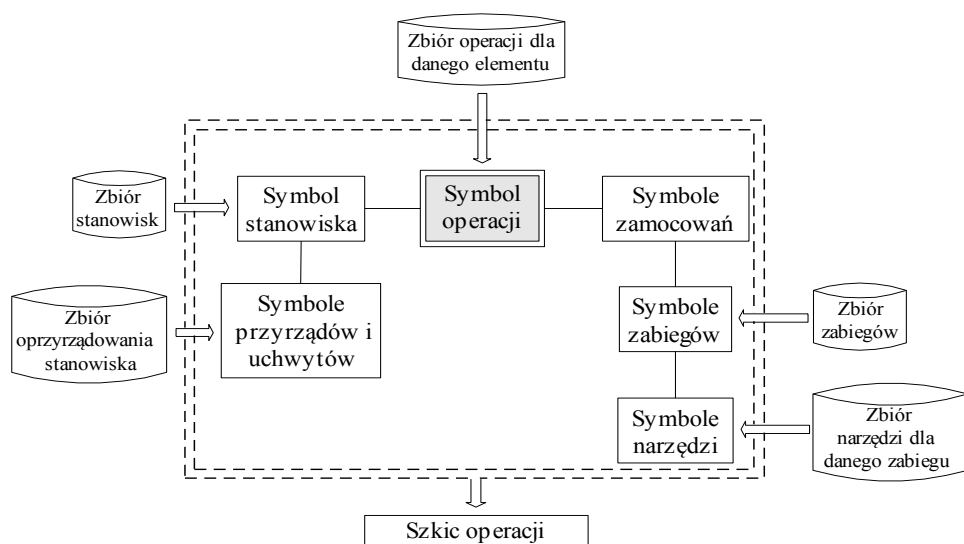 Zbiór operacji dla
danego elementu
Zbiór
stanowisk
Symbol
stanowiska
Symbol
operacji
Symbole
zamocowań
Zbiór
oprzyrządowania
stanowiska
Symbole
przyrządów i
uchwytów
Symbole
zabiegów
Zbiór
zabiegów
Symbole
narzędzi
Zbiór
narzędzi dla
danego zabiegu
Szkic operacji